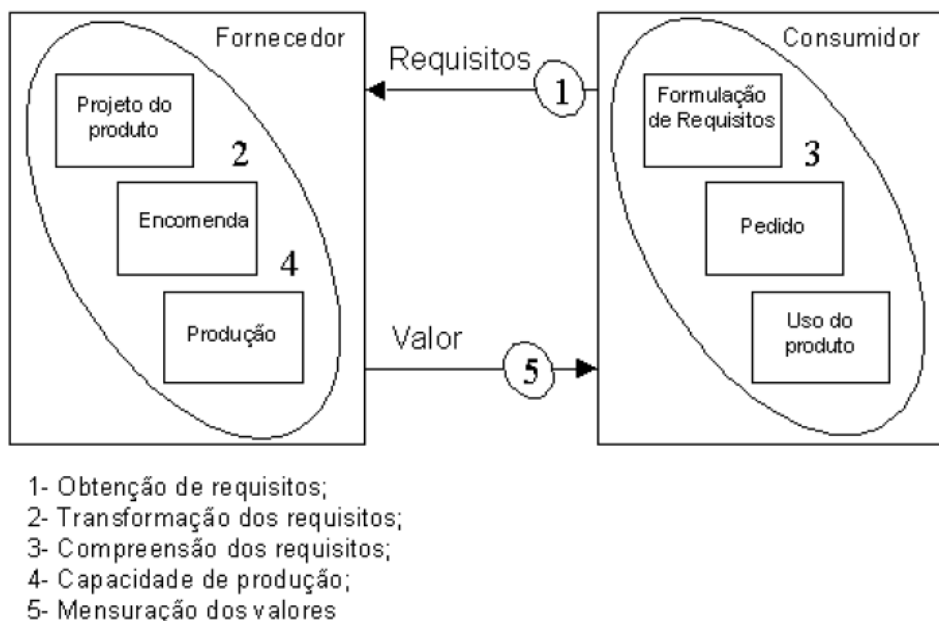 Fornecedor
Consumidor
Requisitos
1
Projeto do
produto
2
Encomenda
4
Produção
Formulação
de Requisitos
3
Pedido
Uso do
produto
Valor
5
1- Obtenção de requisitos;
2- Transformação dos requisitos;
3- Compreensão dos requisitos;
4- Capacidade de produção;
5- Mensuração dos valores